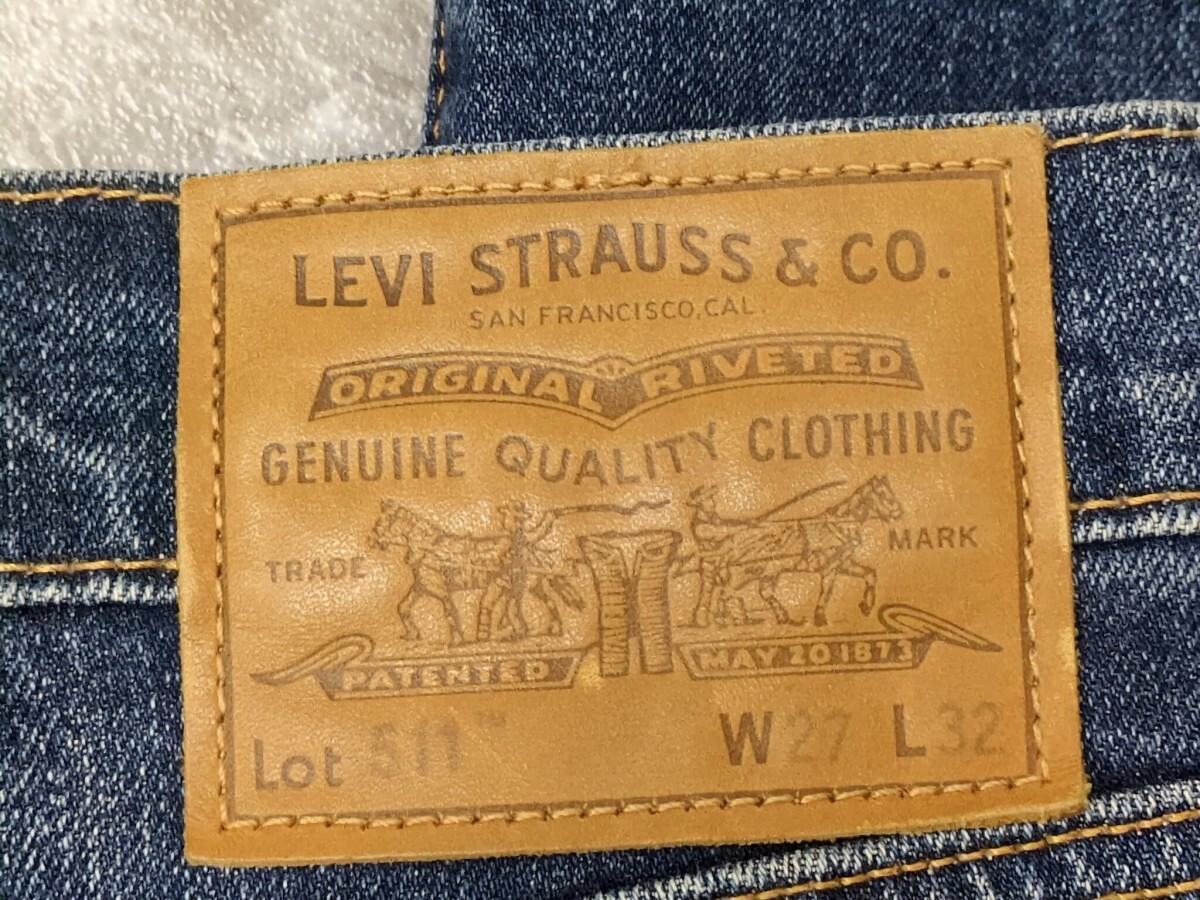 LEVI STRAUSS & CO.
SAN FRANCISCO, CAL.
ORIGINAL RIVETED
GENUINE QUALITY CLOTHING
TRADE MARK
PATENTED MAY 20 1873
Lot 511™ W27 L32